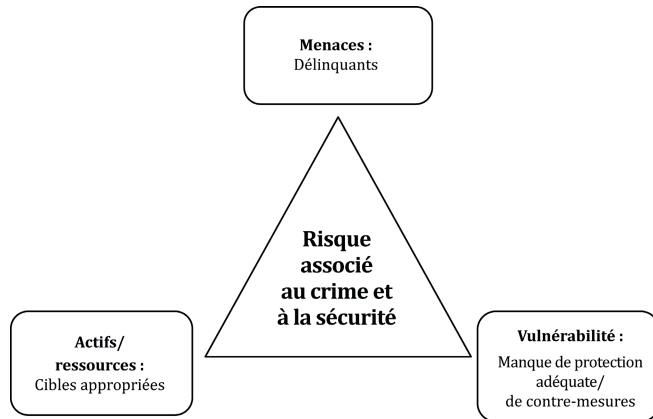 Menaces :
Délinquants
Risque
associé
au crime et
à la sécurité
Actifs/
ressources :
Cibles appropriées
Vulnérabilité :
Manque de protection
adéquate/
de contre-mesures